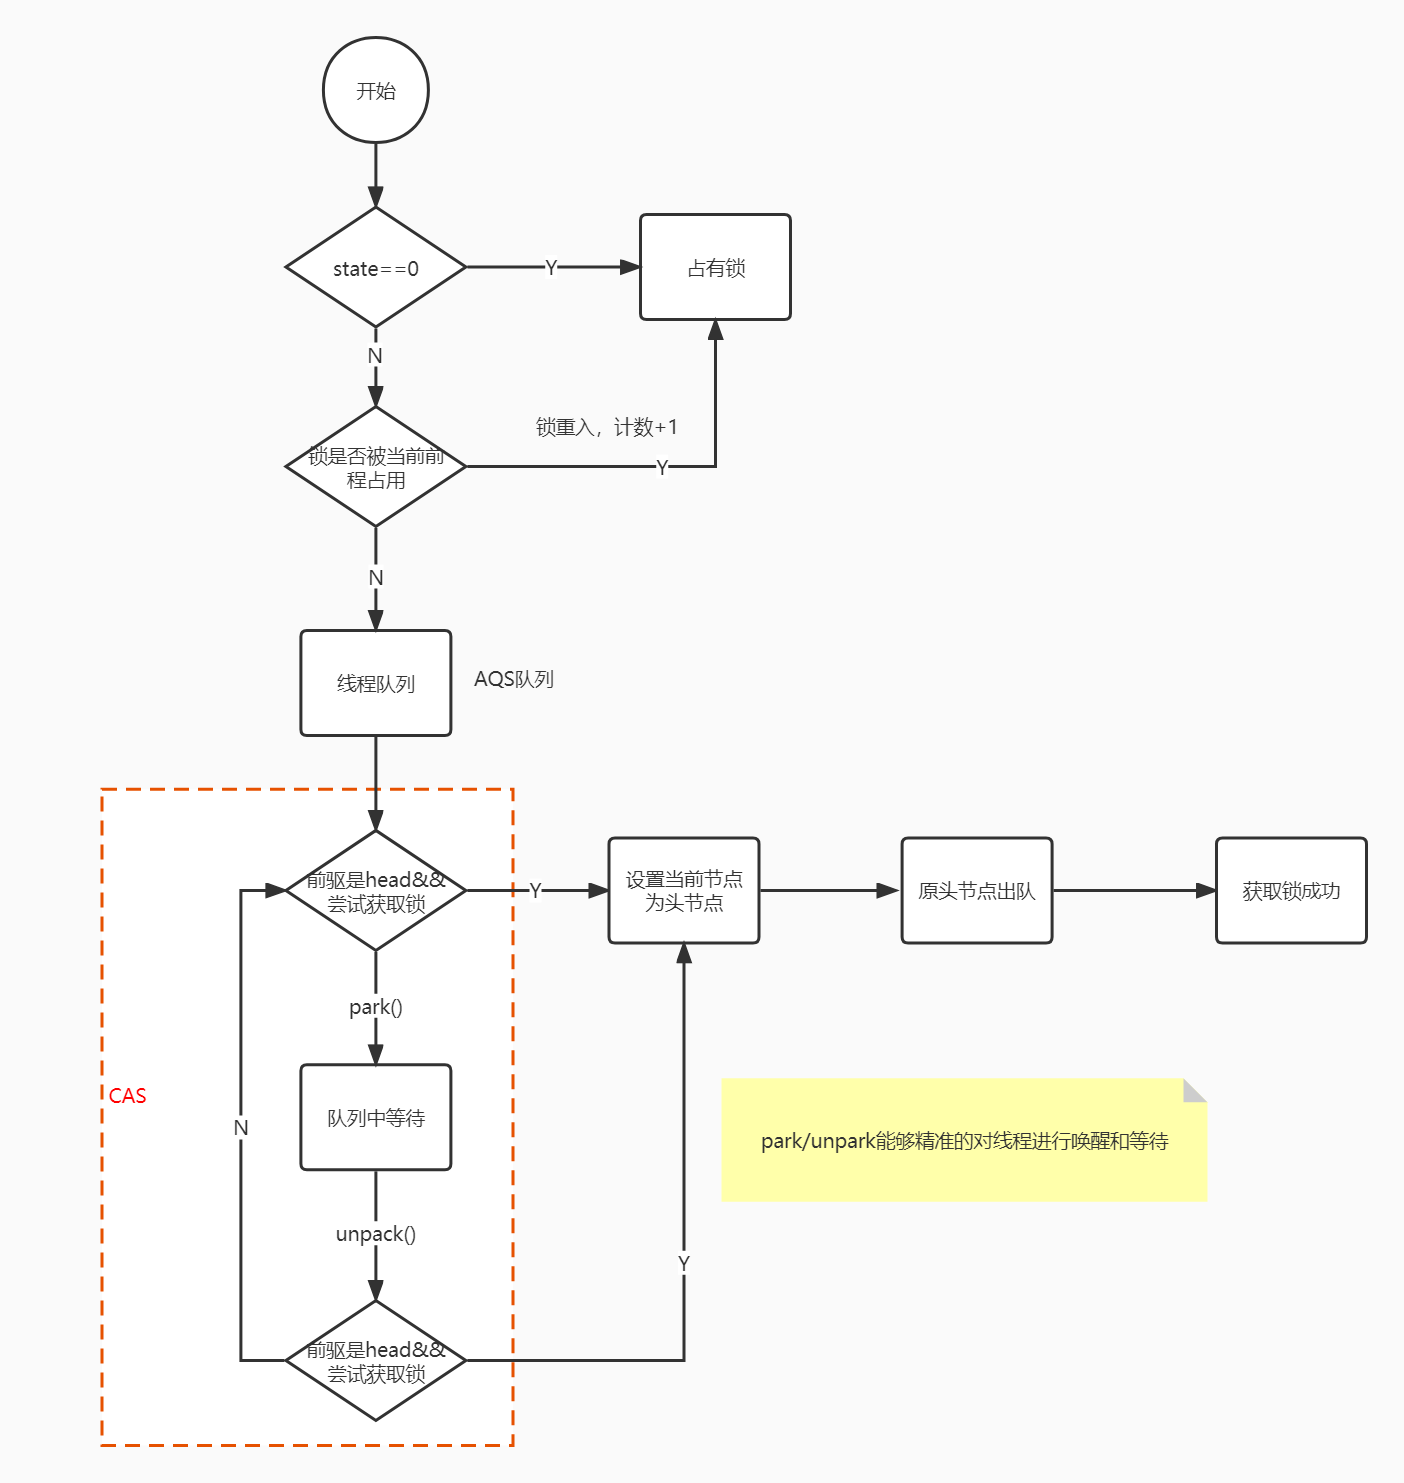 开始
state==0
Y
占有锁
N
锁重入，计数+1
锁是否被当前前
程占用
Y
N
线程队列
AQS队列
前驱是head&&
尝试获取锁
Y
设置当前节点
为头节点
原头节点出队
获取锁成功
park()
CAS
队列中等待
N
park/unpark能够精准的对线程进行唤醒和等待
unpack()
Y
前驱是head&&
尝试获取锁